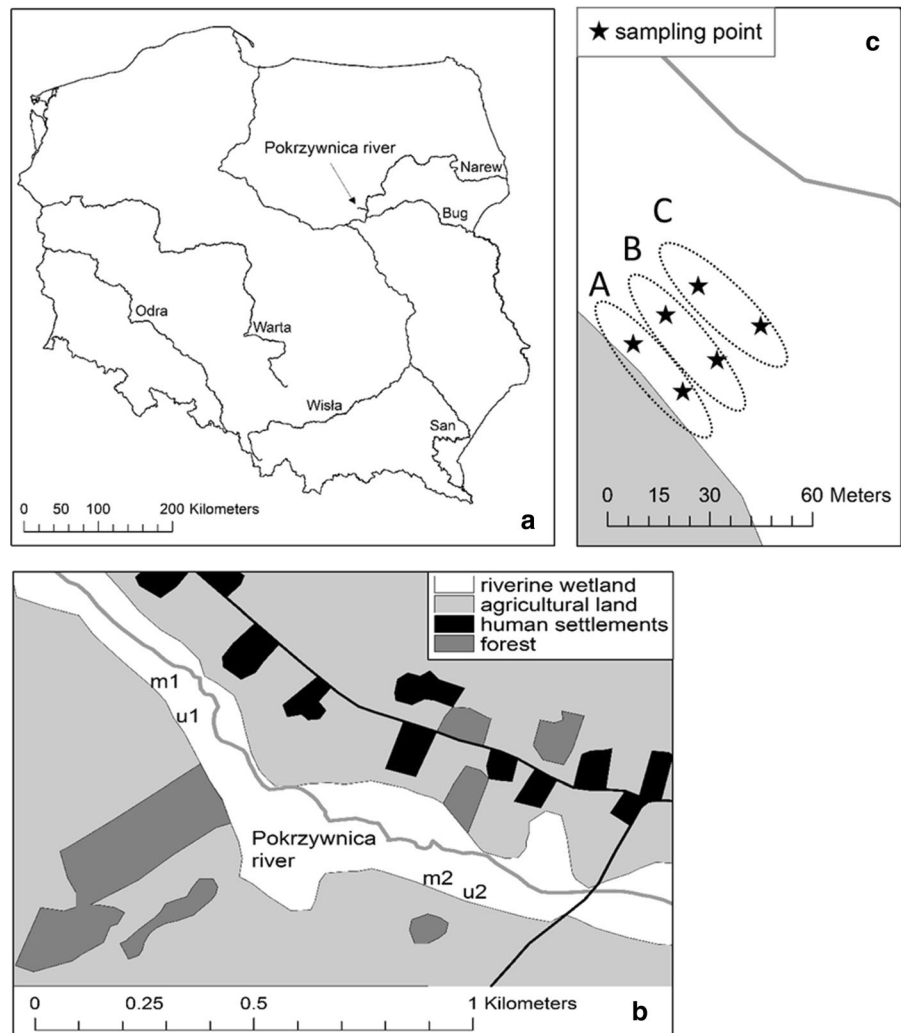 Pokrzywnica river
Narew
Bug
Odra
Warta
Wisła
San
0 50 100 200 Kilometers
a
★ sampling point
c
C
B
A
0 15 30 60 Meters
riverine wetland
agricultural land
human settlements
forest
m1
u1
Pokrzywnica
river
m2
u2
0 0.25 0.5 1 Kilometers
b